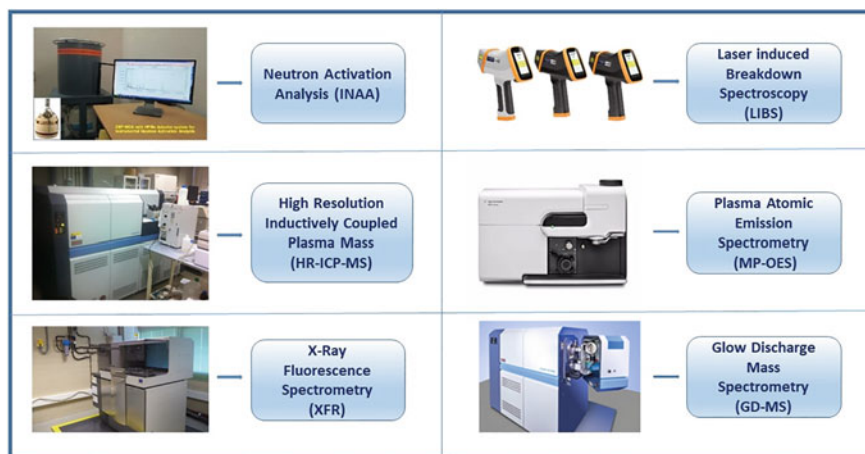 Neutron Activation
Analysis (INAA)
Laser induced
Breakdown
Spectroscopy
(LIBS)
High Resolution
Inductively Coupled
Plasma Mass
(HR-ICP-MS)
Plasma Atomic
Emission
Spectrometry
(MP-OES)
X-Ray
Fluorescence
Spectrometry
(XFR)
Glow Discharge
Mass
Spectrometry
(GD-MS)